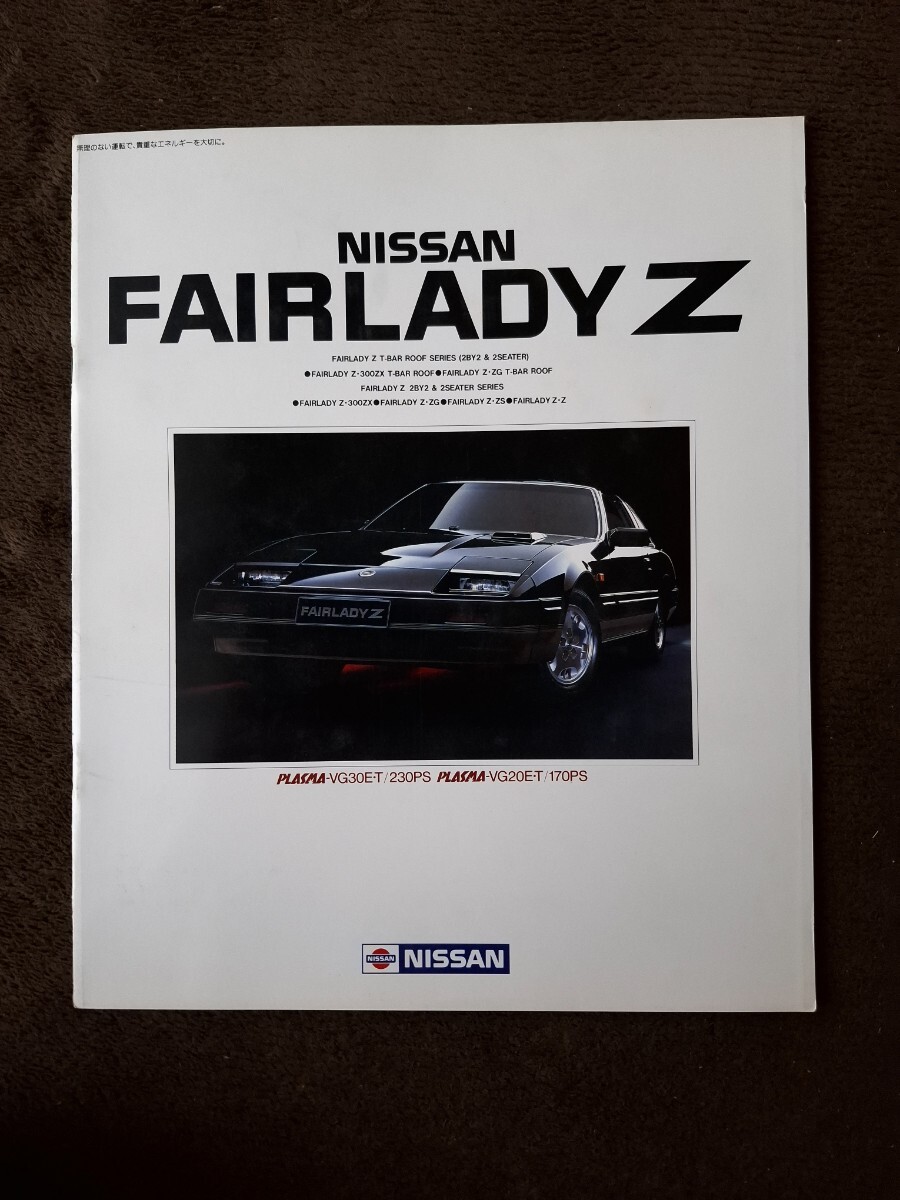 無理のない運転で、貴重なエネルギーを大切に。
NISSAN
FAIRLADY Z
FAIRLADY Z T-BAR ROOF SERIES (2BY2 & 2SEATER)
●FAIRLADY Z・300ZX T-BAR ROOF●FAIRLADY Z・ZG T-BAR ROOF
FAIRLADY Z 2BY2 & 2SEATER SERIES
●FAIRLADY Z・300ZX●FAIRLADY Z・ZG●FAIRLADY Z・ZS●FAIRLADY Z・Z
FAIRLADY Z
PLASMA-VG30E・T/230PS PLASMA-VG20E・T/170PS
NISSAN NISSAN